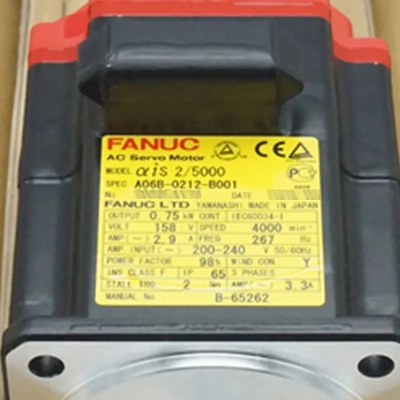 FANUC
AC Servo Motor
MODEL αiS 2/5000
SPEC A06B-0212-B001
NO. DATE
FANUC LTD YAMANASHI, MADE IN JAPAN
OUTPUT 0.75 kW CONT IEC60034-1
VOLT 158 V SPEED 4000 min⁻¹
AMP(~) 2.9 A FREQ 267 Hz
AMP INPUT(~) 200-240 V 50/60Hz
POWER FACTOR 98% WIND CON Y
INS CLASS F IP 65 3 PHASES
STALL TRQ 2 Nm AMP(~) 3.3A
MANUAL No. B-65262